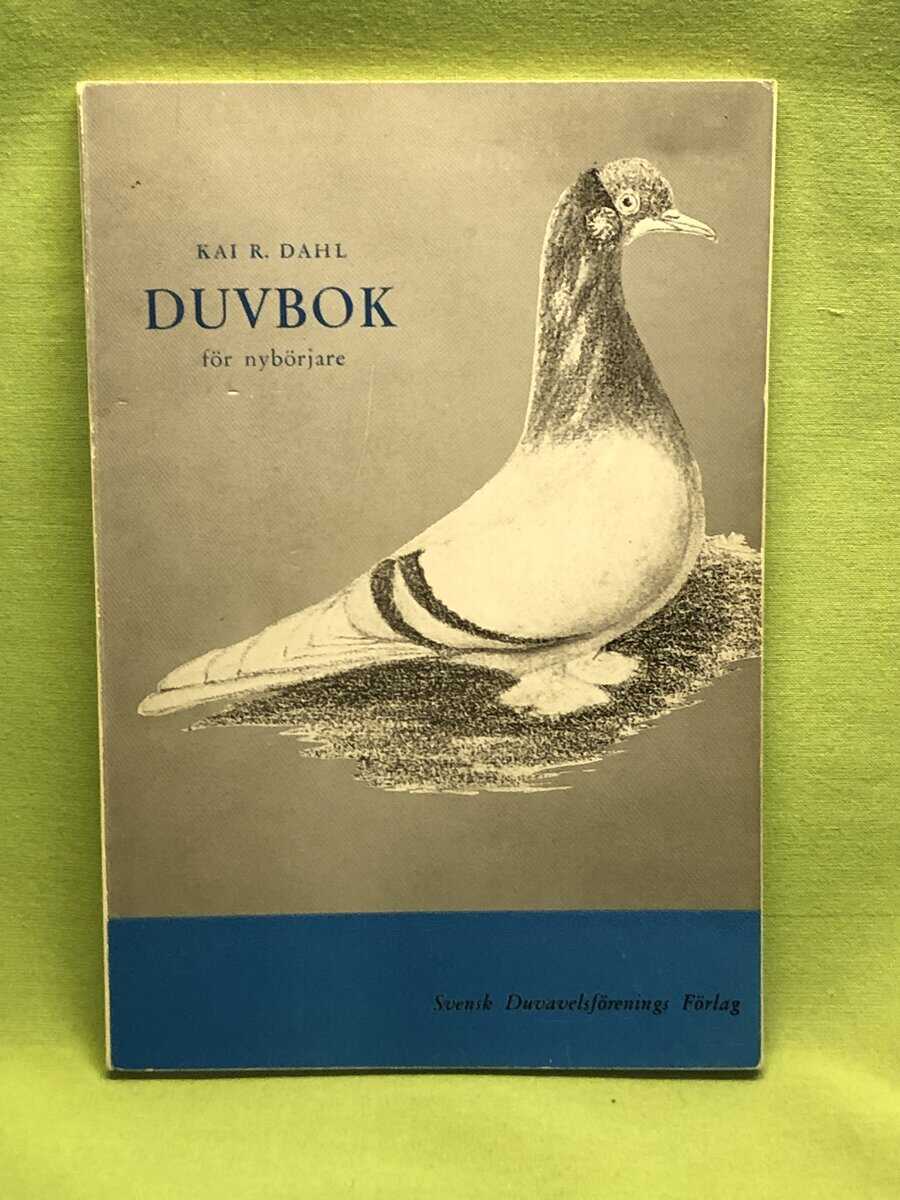 KAI R. DAHL
DUVBOK
för nybörjare
Svensk Duvavelsförenings Förlag